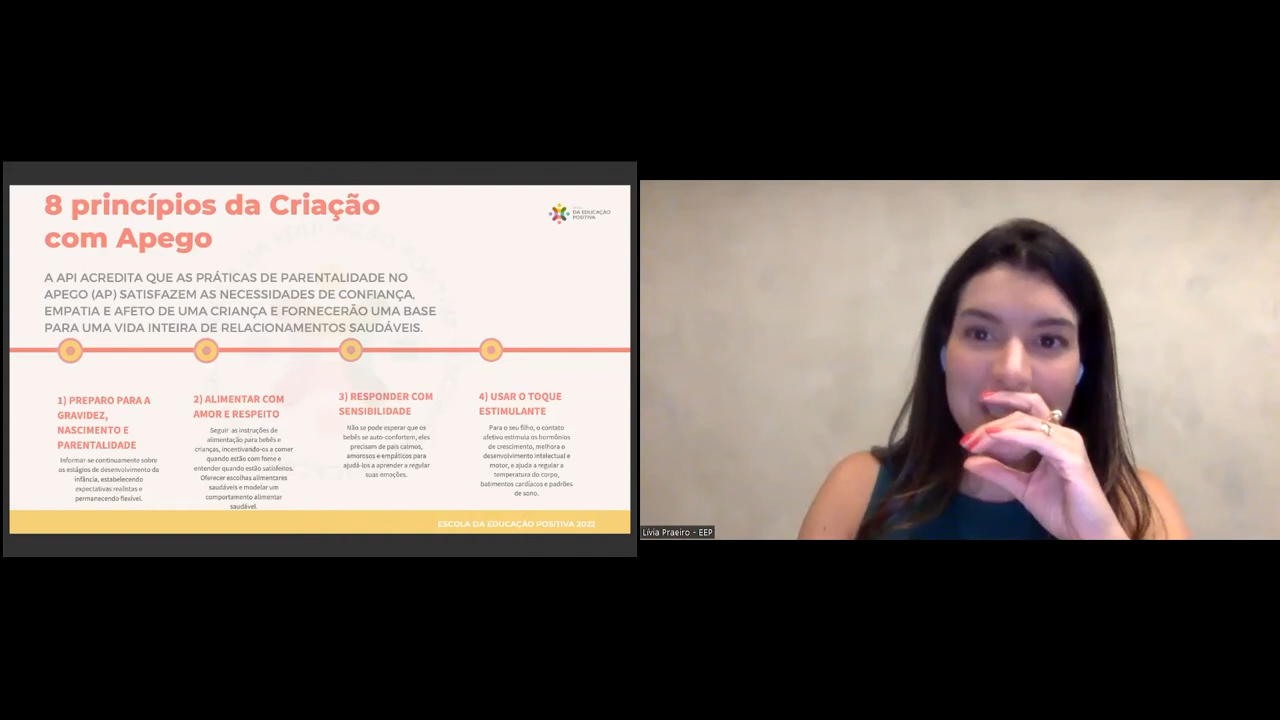 8 princípios da Criação
com Apego
DA EDUCAÇÃO
POSITIVA
A API ACREDITA QUE AS PRÁTICAS DE PARENTALIDADE NO
APEGO (AP) SATISFAZEM AS NECESSIDADES DE CONFIANÇA,
EMPATIA E AFETO DE UMA CRIANÇA E FORNECERÃO UMA BASE
PARA UMA VIDA INTEIRA DE RELACIONAMENTOS SAUDÁVEIS.
1) PREPARO PARA A
GRAVIDEZ,
NASCIMENTO E
PARENTALIDADE
Informar-se continuamente sobre
os estágios de desenvolvimento da
infância, estabelecendo
expectativas realistas e
permanecendo flexível.
2) ALIMENTAR COM
AMOR E RESPEITO
Seguir as instruções de
alimentação para bebês e
crianças, incentivando-os a comer
quando estão com fome e
entender quando estão satisfeitos.
Oferecer escolhas alimentares
saudáveis e modelar um
comportamento alimentar
saudável.
3) RESPONDER COM
SENSIBILIDADE
Não se pode esperar que os
bebês se auto-confortem, eles
precisam de pais calmos,
amorosos e empáticos para
ajudá-los a aprender a regular
suas emoções.
4) USAR O TOQUE
ESTIMULANTE
Para o seu filho, o contato
afetivo estimula os hormônios
de crescimento, melhora o
desenvolvimento intelectual e
motor, e ajuda a regular a
temperatura do corpo,
batimentos cardíacos e padrões
de sono.
ESCOLA DA EDUCAÇÃO POSITIVA 2022
Lívia Praeiro - EEP